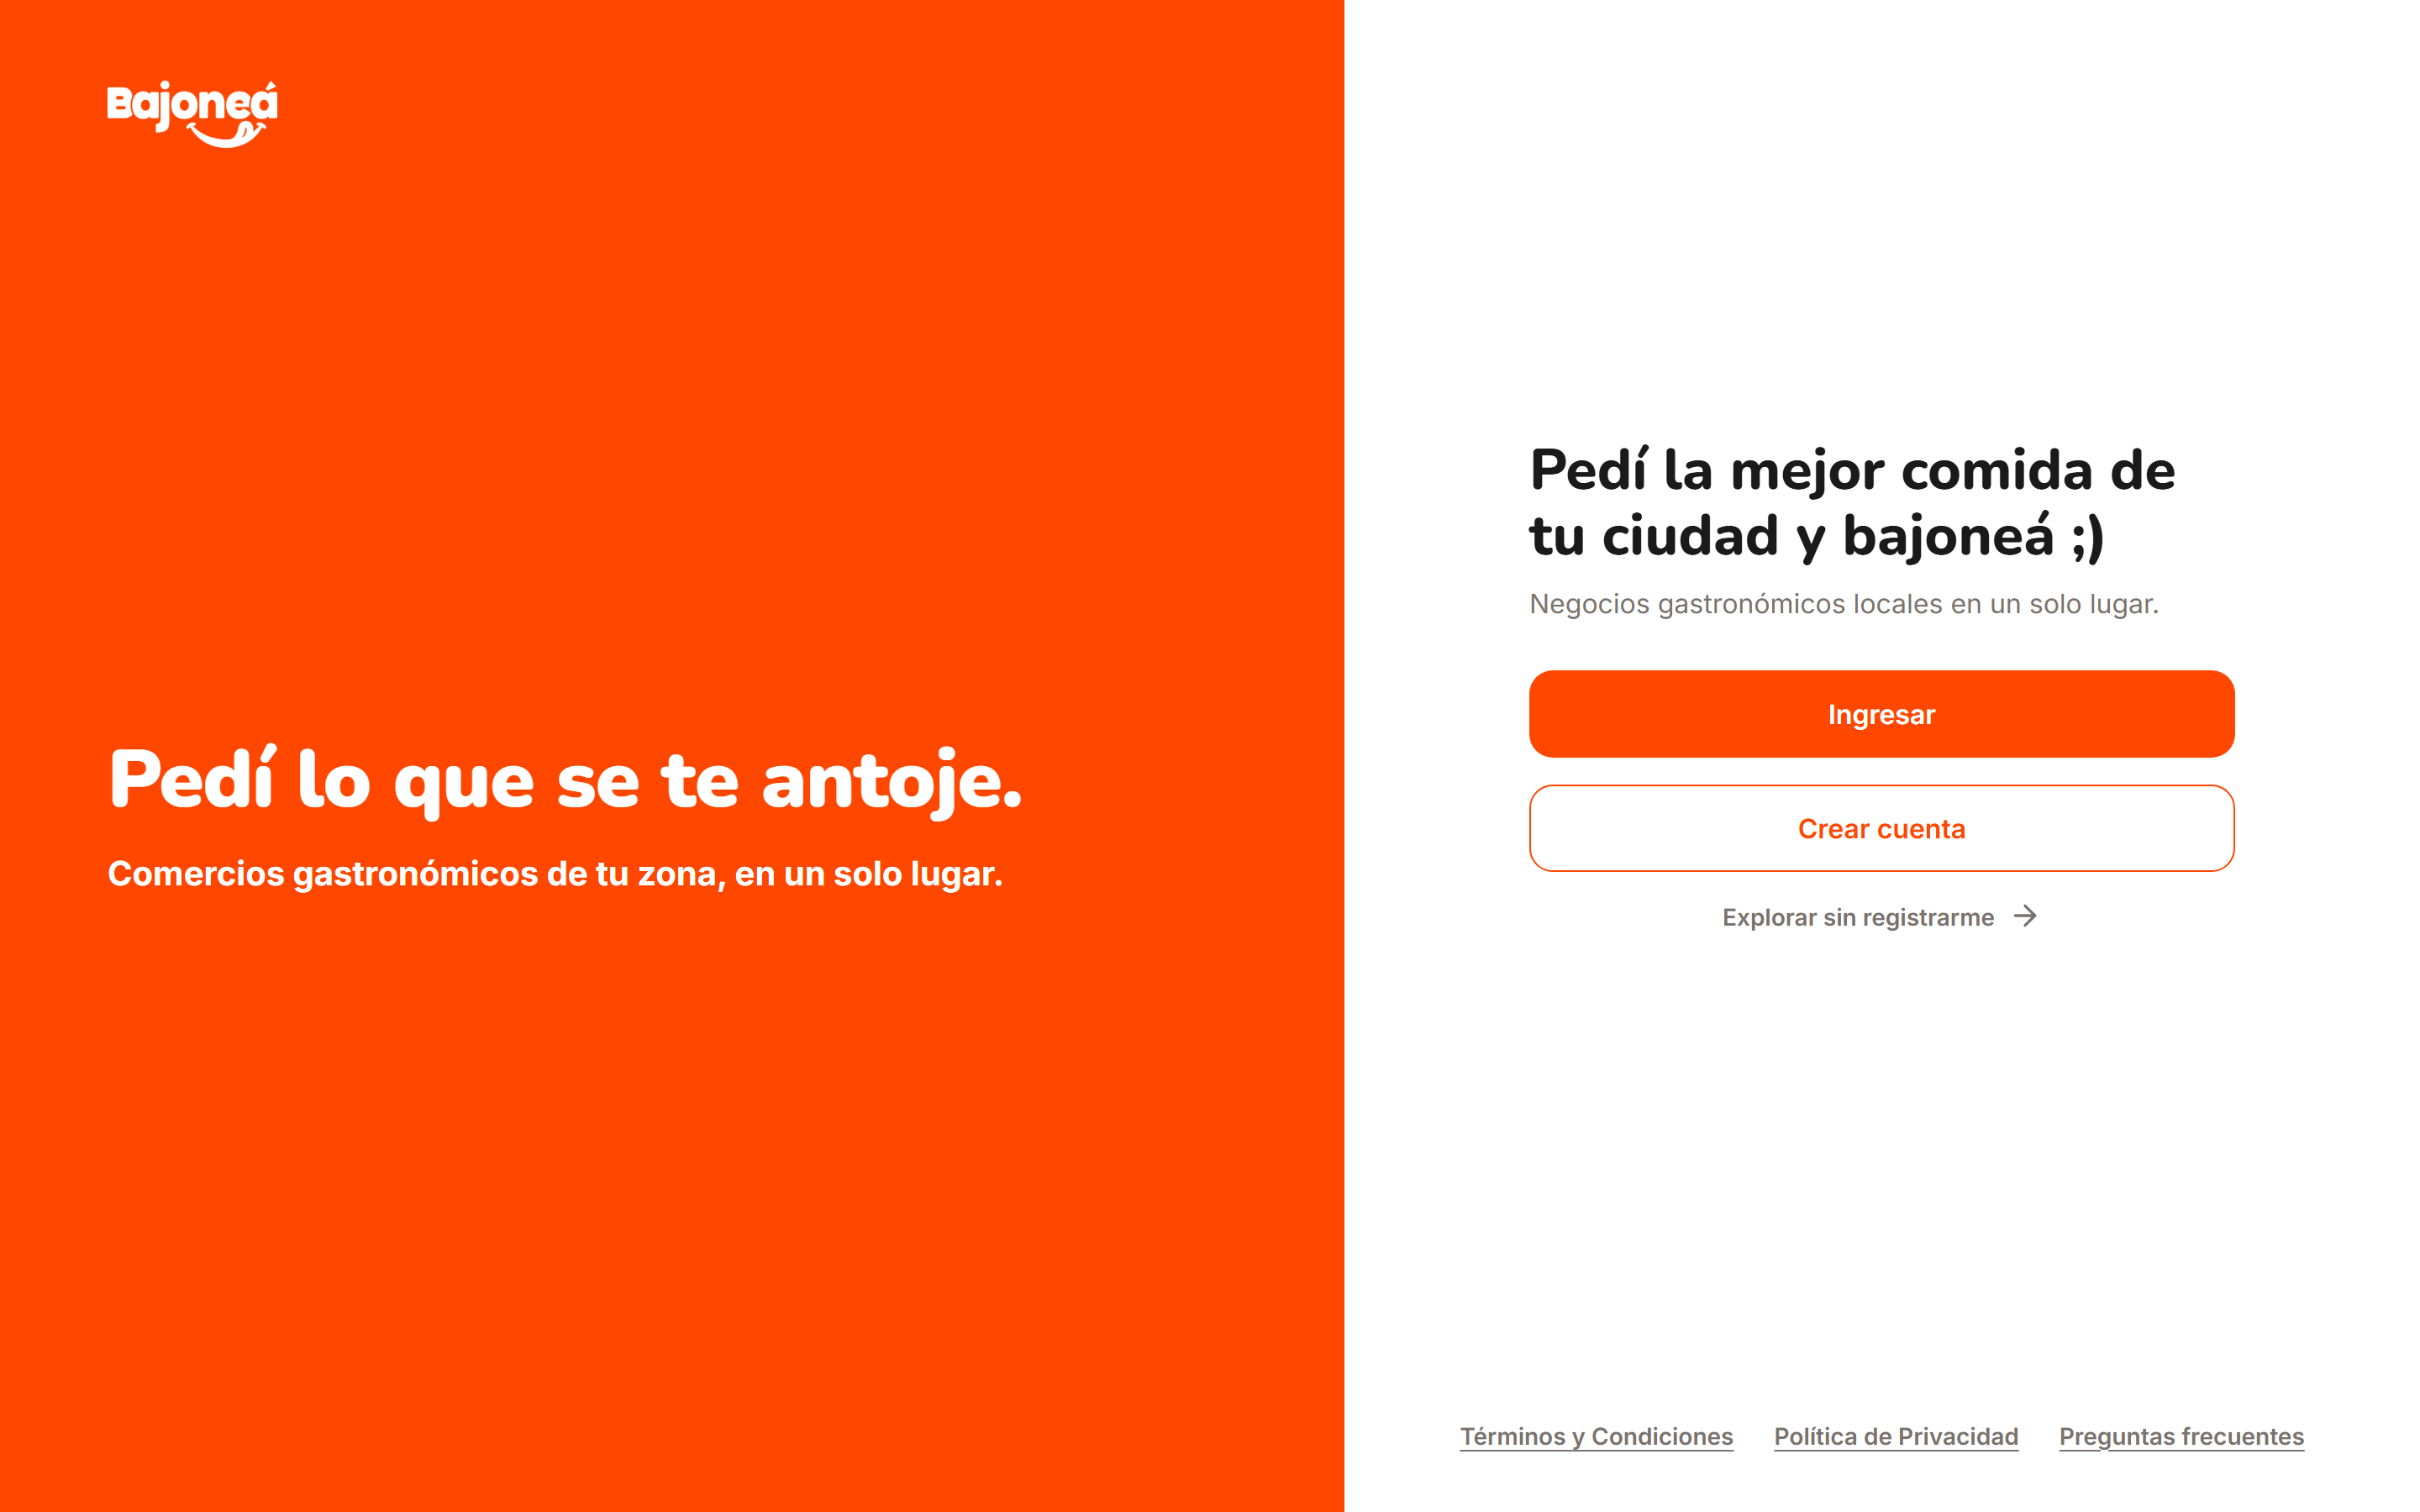 Bajoneá
Pedí lo que se te antoje.
Comercios gastronómicos de tu zona, en un solo lugar.
Pedí la mejor comida de
tu ciudad y bajoneá ;)
Negocios gastronómicos locales en un solo lugar.
Ingresar
Crear cuenta
Explorar sin registrarme →
Términos y Condiciones
Política de Privacidad
Preguntas frecuentes